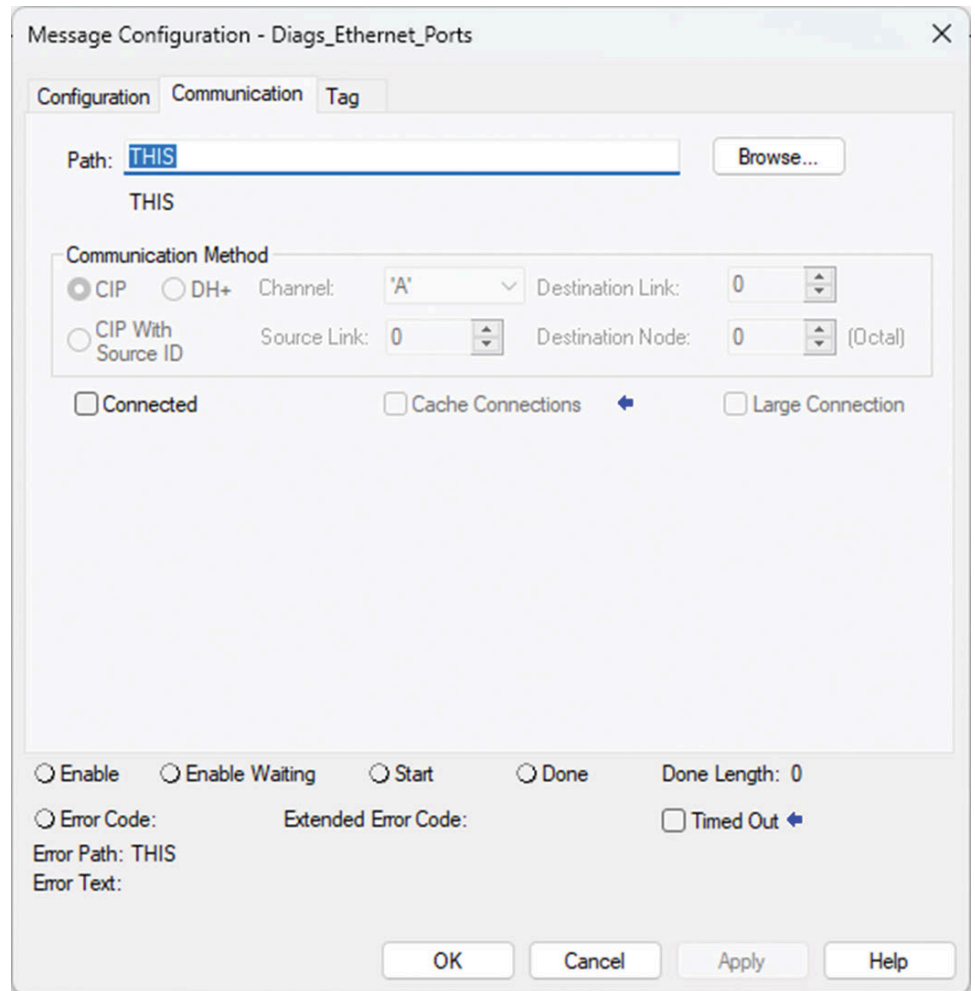 Message Configuration - Diags_Ethernet_Ports
Configuration Communication Tag
Path: THIS Browse...
THIS
Communication Method
CIP DH+ Channel: 'A' Destination Link: 0
CIP With
Source ID
Source Link: 0 Destination Node: 0 (Octal)
Connected Cache Connections Large Connection
Enable Enable Waiting Start Done Done Length: 0
Error Code: Extended Error Code: Timed Out
Error Path: THIS
Error Text:
OK Cancel Apply Help